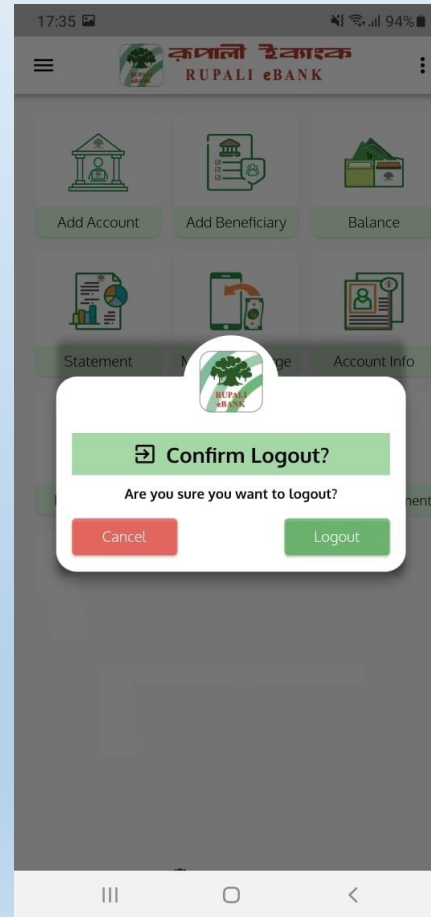 17:35 94%
রূপালী ইব্যাংক
RUPALI eBANK
Add Account Add Beneficiary Balance
Statement Account Info
RUPALI
eBANK
Confirm Logout?
Are you sure you want to logout?
Cancel Logout